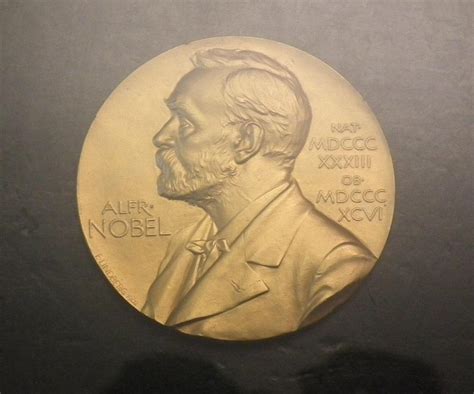 ALFR·
NOBEL
NAT·
MDCCC
XXXIII
OB·
MDCCC
XCVI